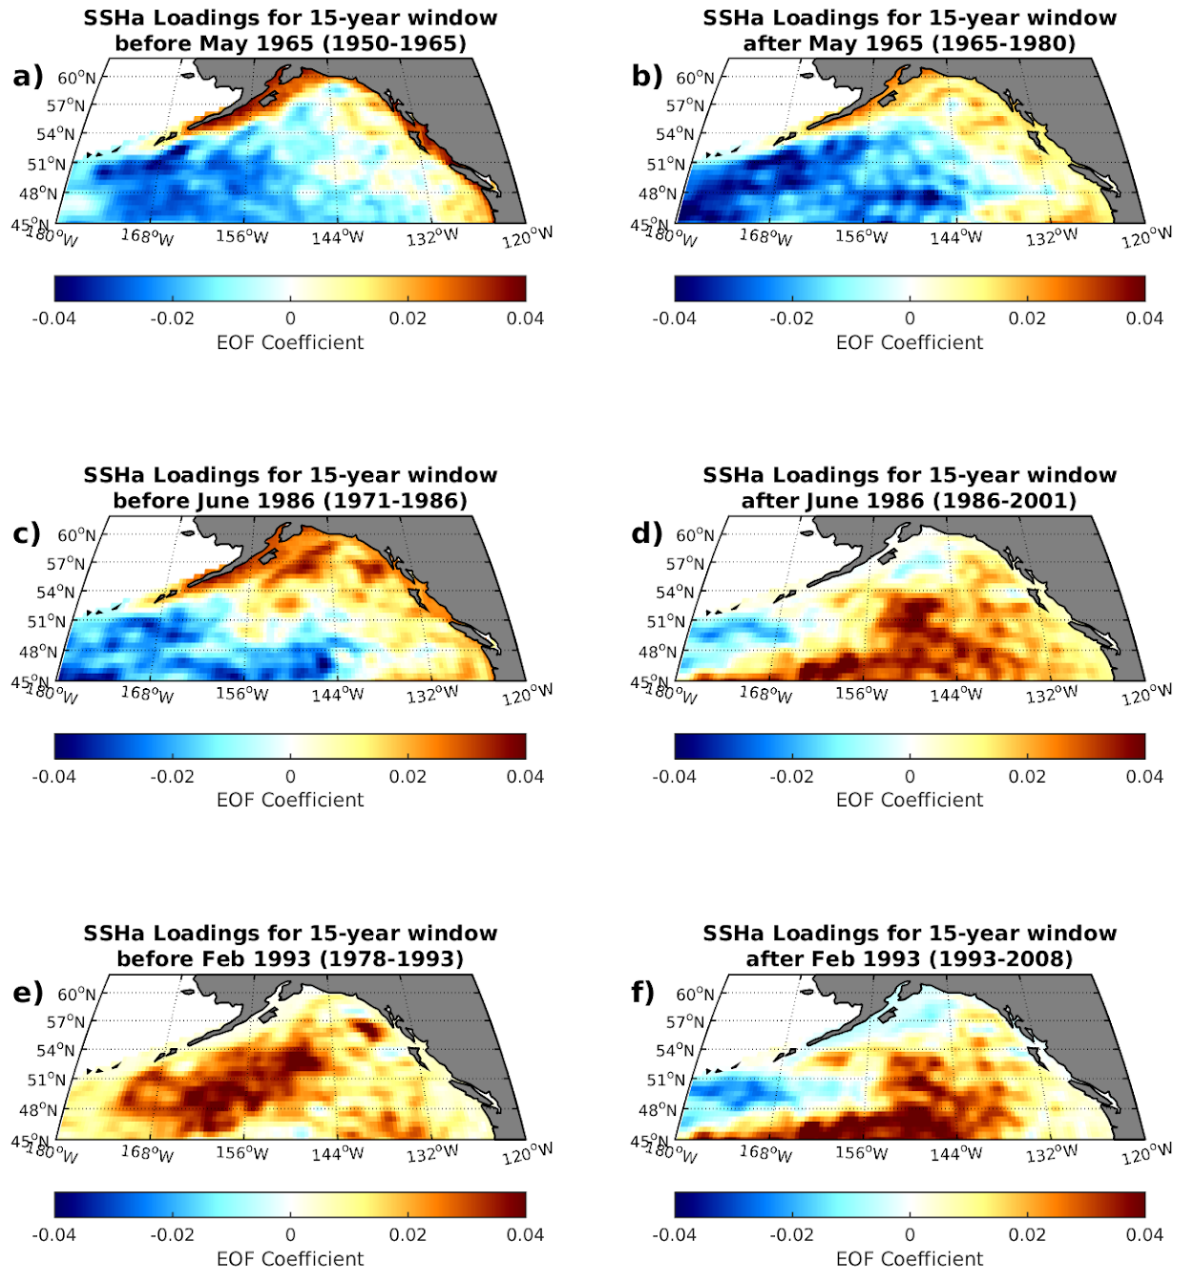 SSHa Loadings for 15-year window
before May 1965 (1950-1965)
a)
60°N
57°N
54°N
51°N
48°N
45°N
180°W
168°W
156°W
144°W
132°W
120°W
-0.04
-0.02
0
0.02
0.04
EOF Coefficient
SSHa Loadings for 15-year window
after May 1965 (1965-1980)
b)
60°N
57°N
54°N
51°N
48°N
45°N
180°W
168°W
156°W
144°W
132°W
120°W
-0.04
-0.02
0
0.02
0.04
EOF Coefficient
SSHa Loadings for 15-year window
before June 1986 (1971-1986)
c)
60°N
57°N
54°N
51°N
48°N
45°N
180°W
168°W
156°W
144°W
132°W
120°W
-0.04
-0.02
0
0.02
0.04
EOF Coefficient
SSHa Loadings for 15-year window
after June 1986 (1986-2001)
d)
60°N
57°N
54°N
51°N
48°N
45°N
180°W
168°W
156°W
144°W
132°W
120°W
-0.04
-0.02
0
0.02
0.04
EOF Coefficient
SSHa Loadings for 15-year window
before Feb 1993 (1978-1993)
e)
60°N
57°N
54°N
51°N
48°N
45°N
180°W
168°W
156°W
144°W
132°W
120°W
-0.04
-0.02
0
0.02
0.04
EOF Coefficient
SSHa Loadings for 15-year window
after Feb 1993 (1993-2008)
f)
60°N
57°N
54°N
51°N
48°N
45°N
180°W
168°W
156°W
144°W
132°W
120°W
-0.04
-0.02
0
0.02
0.04
EOF Coefficient